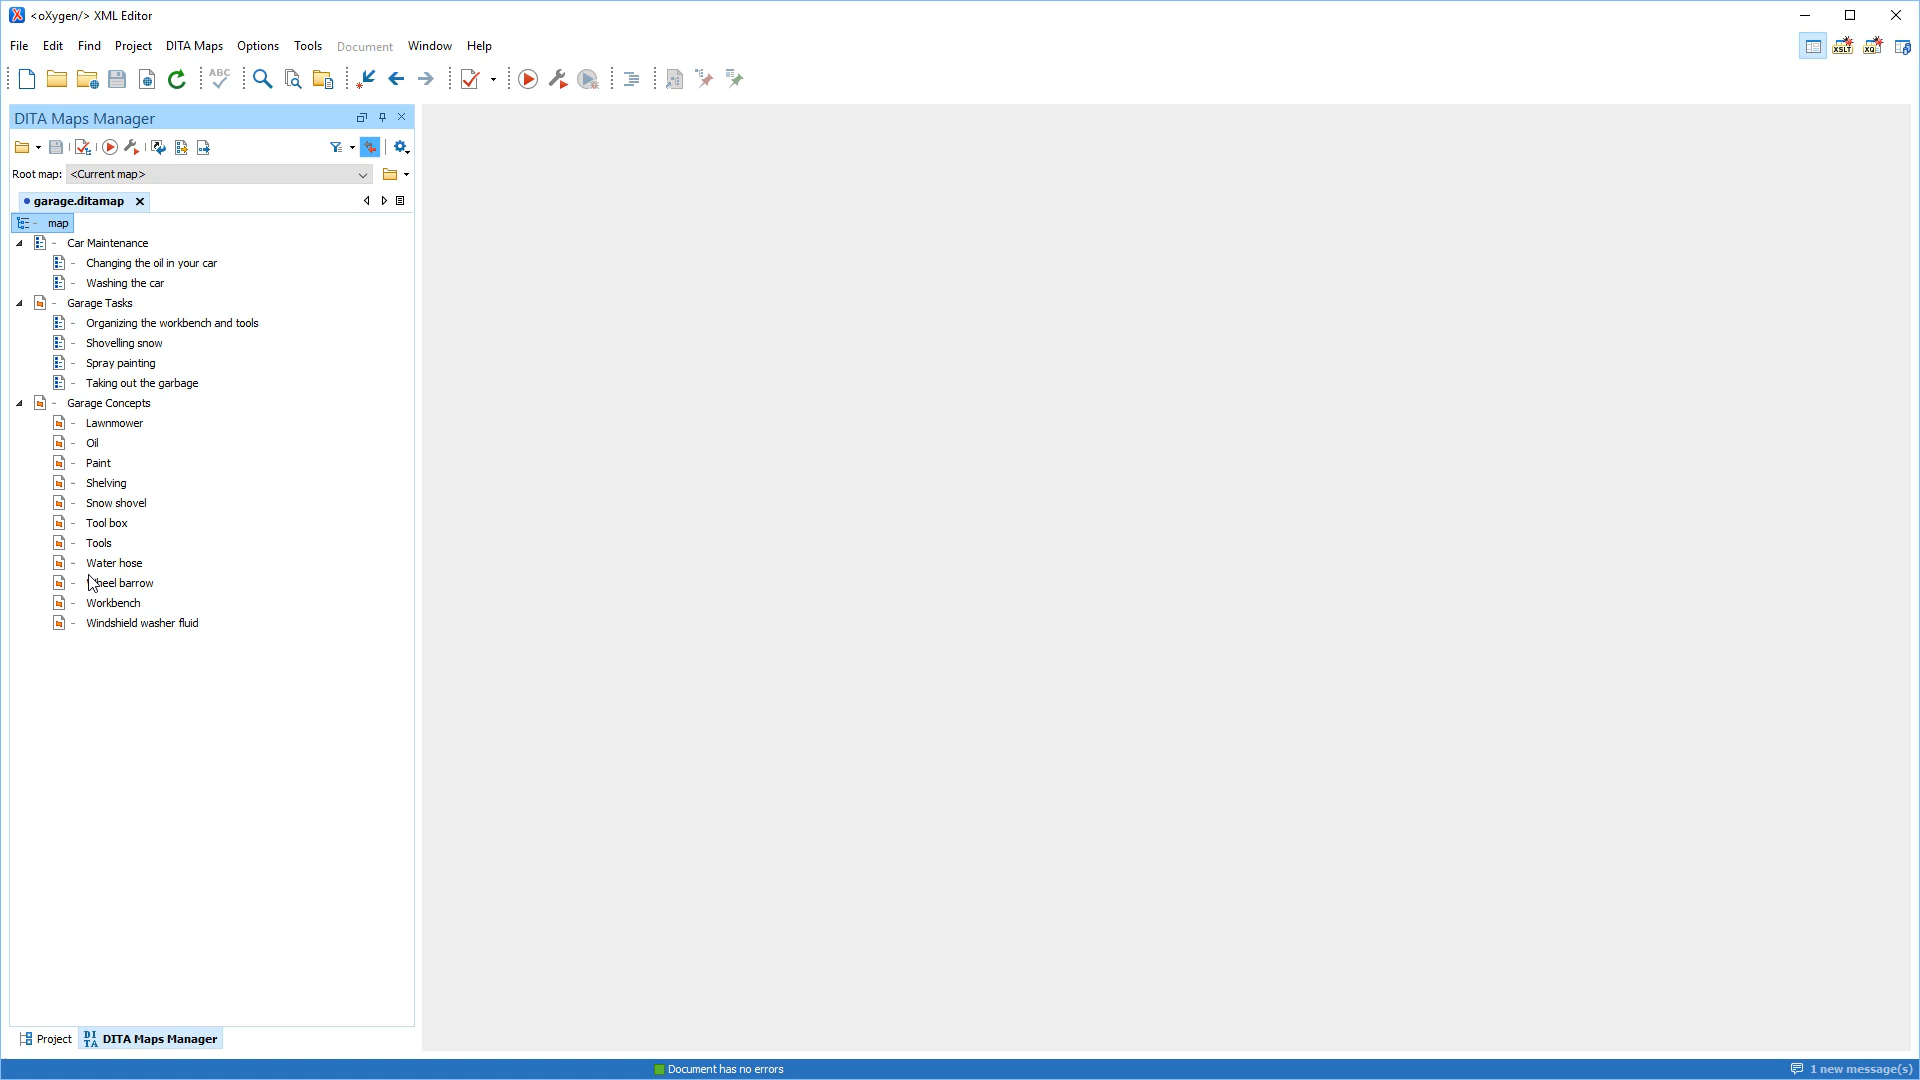 <oXygen/> XML Editor
File Edit Find Project DITA Maps Options Tools Document Window Help
XSLT XQ
ABC
DITA Maps Manager
Root map: <Current map>
garage.ditamap
map
Car Maintenance
Changing the oil in your car
Washing the car
Garage Tasks
Organizing the workbench and tools
Shovelling snow
Spray painting
Taking out the garbage
Garage Concepts
Lawnmower
Oil
Paint
Shelving
Snow shovel
Tool box
Tools
Water hose
heel barrow
Workbench
Windshield washer fluid
Project DITA DITA Maps Manager
Document has no errors
1 new message(s)